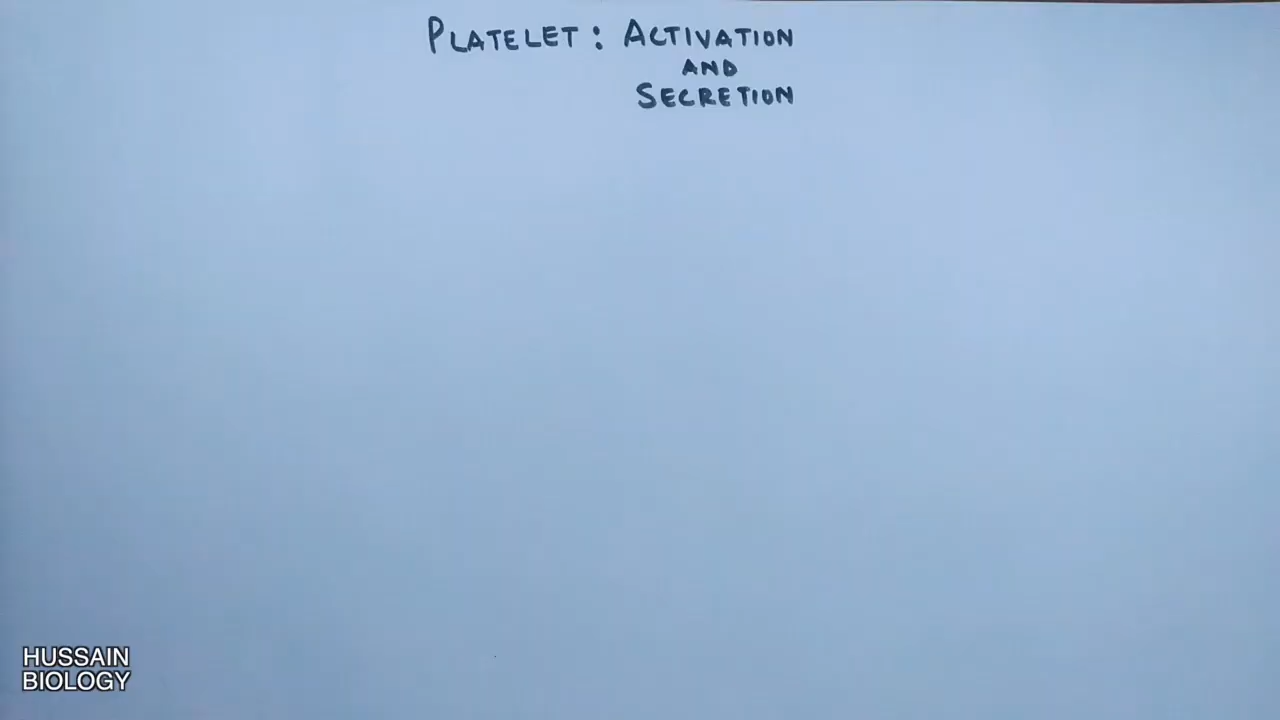 PLATELET: ACTIVATION
AND
SECRETION
HUSSAIN
BIOLOGY